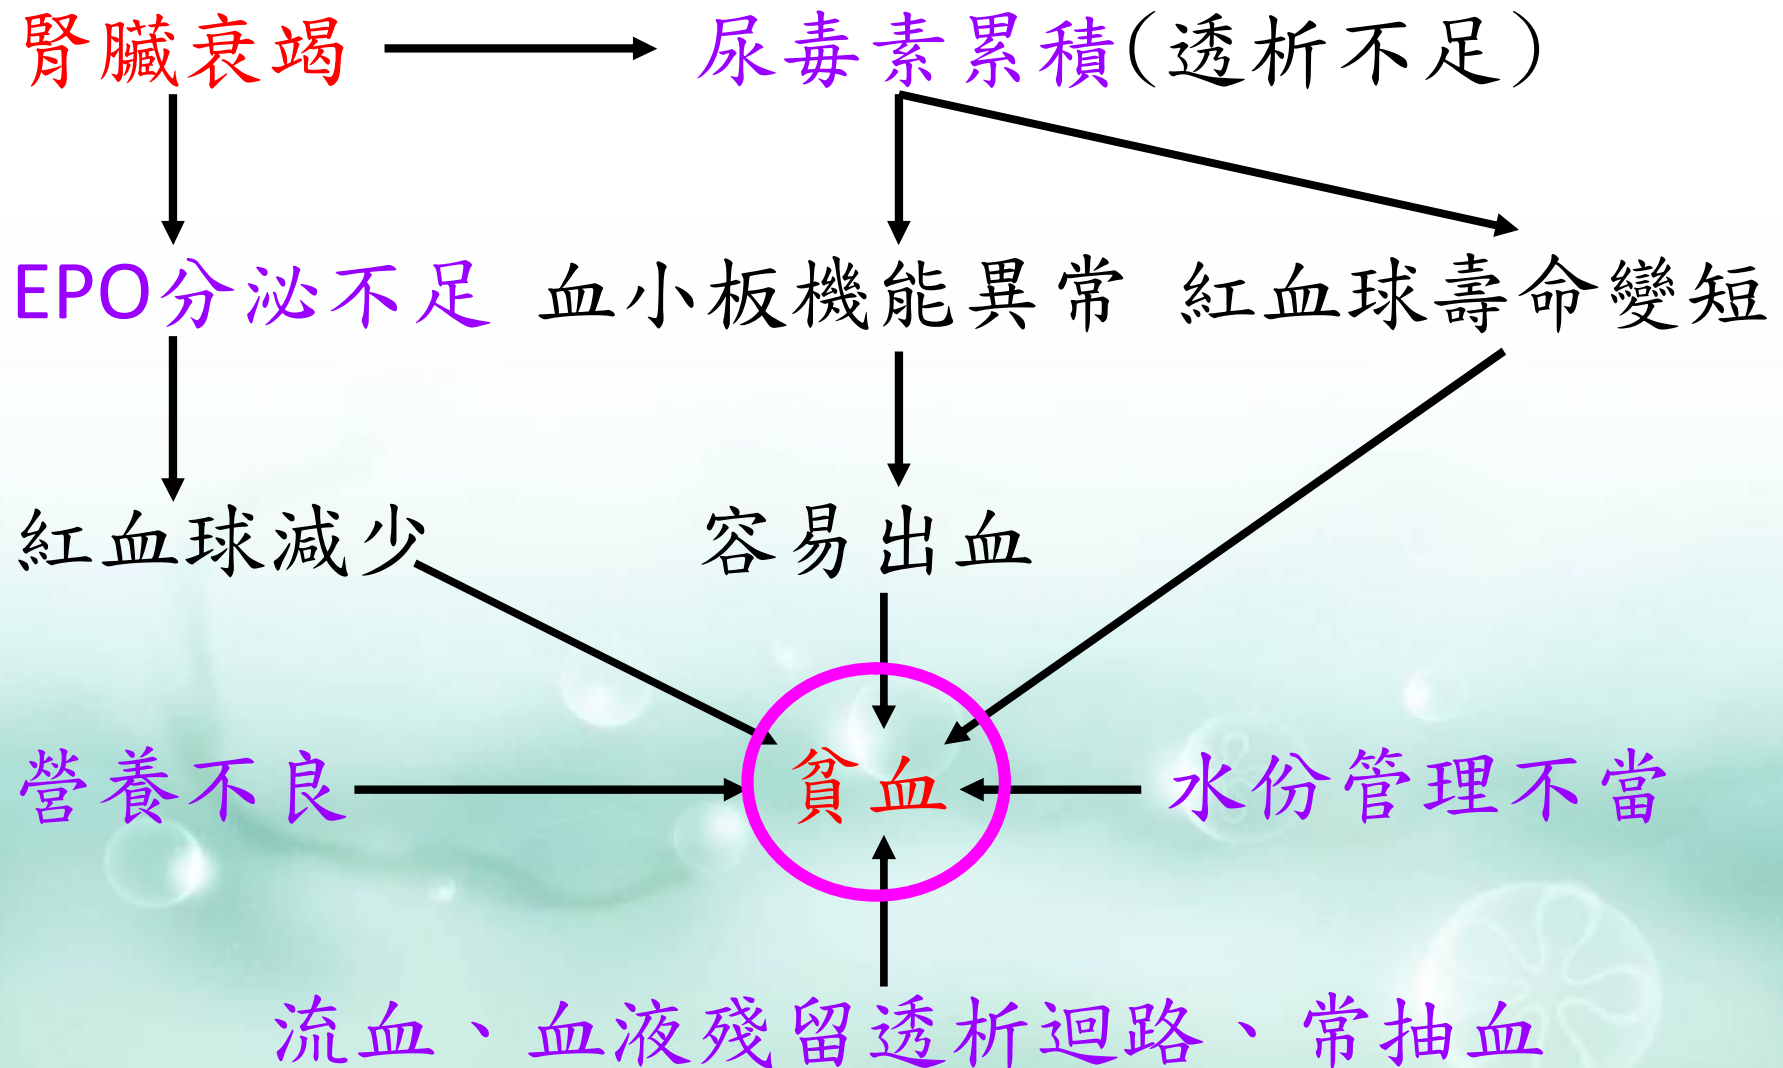 腎臟衰竭 尿毒素累積(透析不足)
EPO分泌不足 血小板機能異常 紅血球壽命變短
紅血球減少 容易出血
營養不良 貧血 水份管理不當
流血、血液殘留透析迴路、常抽血